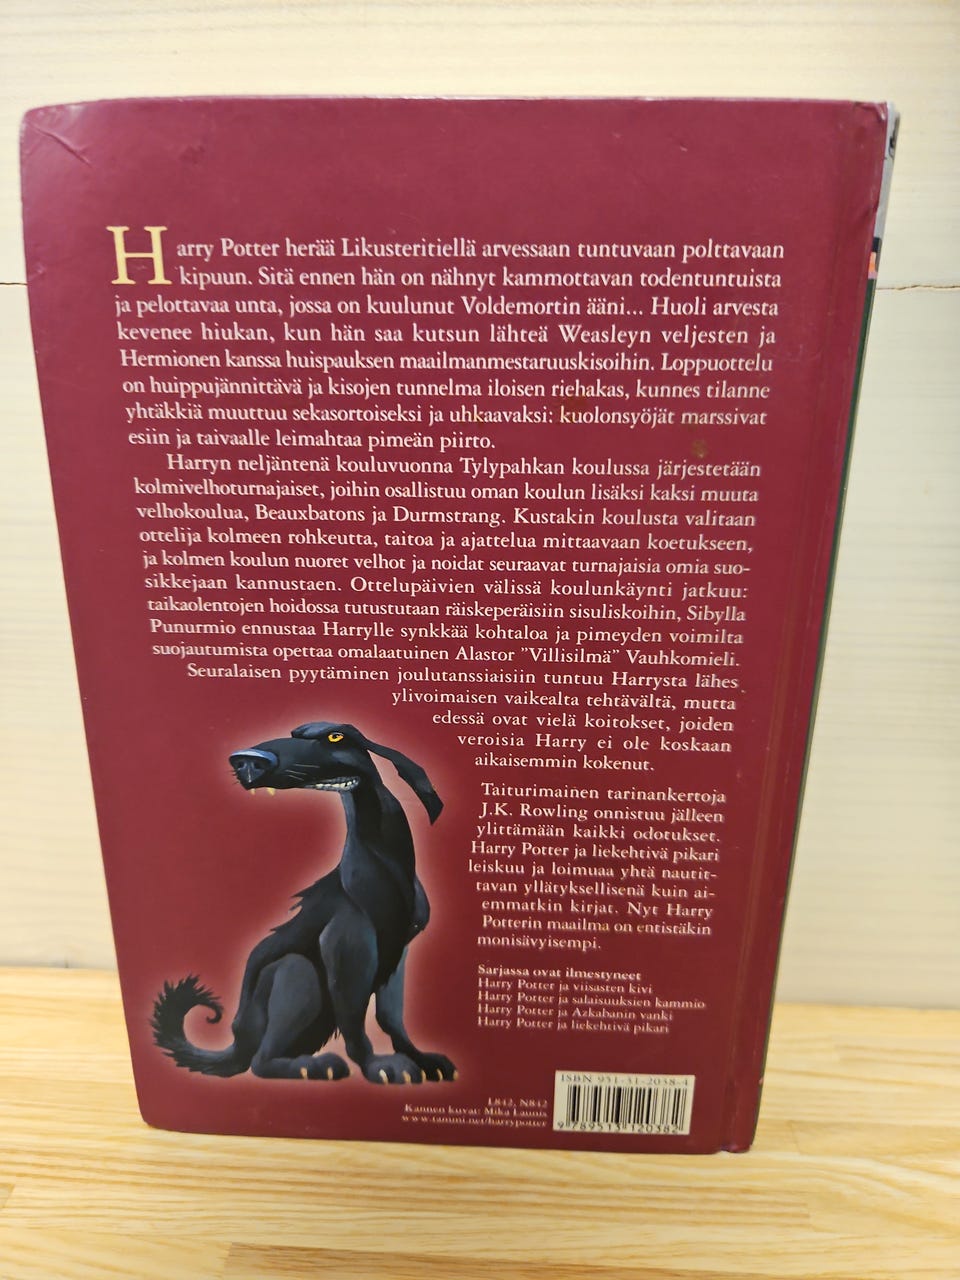 Harry Potter herää Likusteritiellä arvessaan tuntuvaan polttavaan
kipuun. Sitä ennen hän on nähnyt kammottavan todentuntuista
ja pelottavaa unta, jossa on kuulunut Voldemortin ääni... Huoli arvesta
kevenee hiukan, kun hän saa kutsun lähteä Weasleyn veljesten ja
Hermionen kanssa huispauksen maailmanmestaruuskisoihin. Loppuottelu
on huippujännittävä ja kisojen tunnelma iloisen riehakas, kunnes tilanne
yhtäkkiä muuttuu sekasortoiseksi ja uhkaavaksi: kuolonsyöjät marssivat
esiin ja taivaalle leimahtaa pimeän piirto.
Harryn neljäntenä kouluvuonna Tylypahkan koulussa järjestetään
kolmivelhoturnajaiset, joihin osallistuu oman koulun lisäksi kaksi muuta
velhokoulua, Beauxbatons ja Durmstrang. Kustakin koulusta valitaan
ottelija kolmeen rohkeutta, taitoa ja ajattelua mittaavaan koetukseen,
ja kolmen koulun nuoret velhot ja noidat seuraavat turnajaisia omia suo-
sikkejaan kannustaen. Ottelupäivien välissä koulunkäynti jatkuu:
taikaolentojen hoidossa tutustutaan räiskeperäisiin sisuliskoihin, Sibylla
Punurmio ennustaa Harrylle synkkää kohtaloa ja pimeyden voimilta
suojautumista opettaa omalaatuinen Alastor "Villisilmä" Vauhkomieli.
Seuralaisen pyytäminen joulutanssiaisiin tuntuu Harrysta lähes
ylivoimaisen vaikealta tehtävältä, mutta
edessä ovat vielä koitokset, joiden
veroisia Harry ei ole koskaan
aikaisemmin kokenut.
Taiturimainen tarinankertoja
J.K. Rowling onnistuu jälleen
ylittämään kaikki odotukset.
Harry Potter ja liekehtivä pikari
leiskuu ja loimuaa yhtä nautit-
tavan yllätyksellisenä kuin ai-
emmatkin kirjat. Nyt Harry
Potterin maailma on entistäkin
monisävyisempi.
Sarjassa ovat ilmestyneet
Harry Potter ja viisasten kivi
Harry Potter ja salaisuuksien kammio
Harry Potter ja Azkabanin vanki
Harry Potter ja liekehtivä pikari
ISBN 951-31-2038-4
L842, N842
Kannen kuvat: Mika Launis
www.tammi.net/harrypotter
9 789513 120382